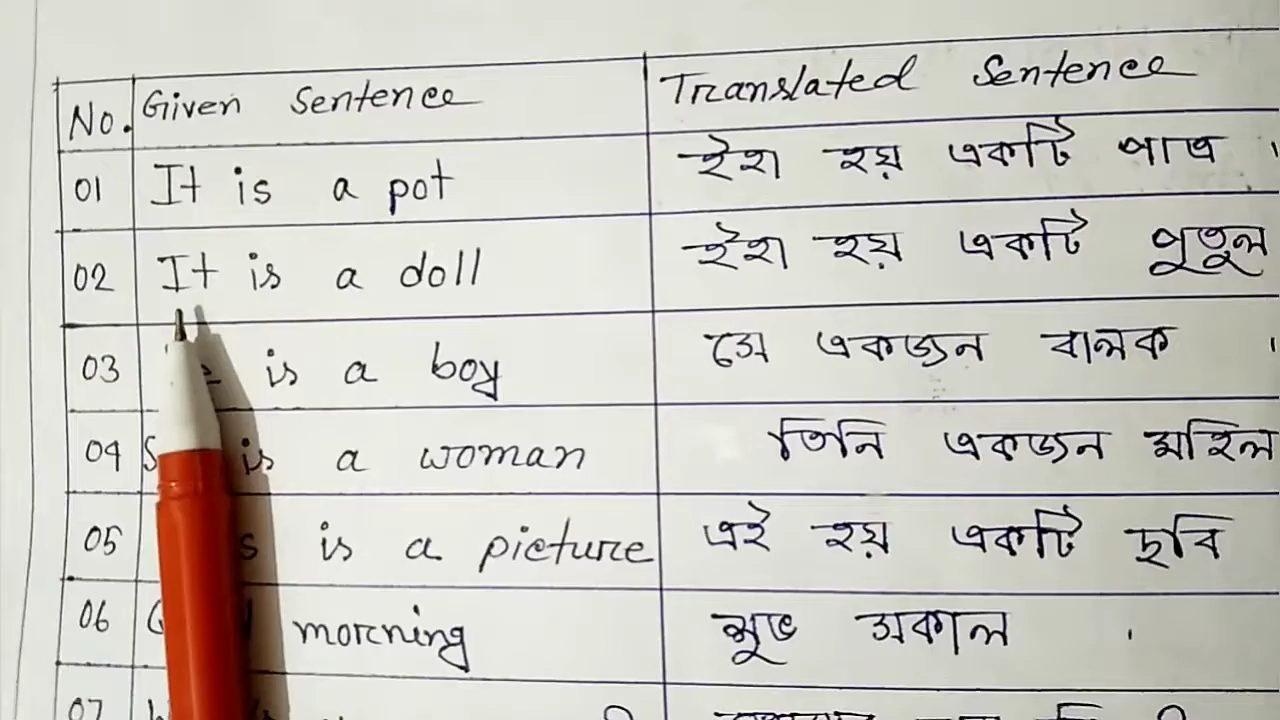 No. Given Sentence Translated Sentence
01 It is a pot ইহা হয় একটি পাত্র ।
02 It is a doll ইহা হয় একটি পুতুল
03 is a boy সে একজন বালক ।
04 is a woman তিনি একজন মহিল
05 is a picture এই হয় একটি ছবি
06 morning শুভ সকাল ।
07